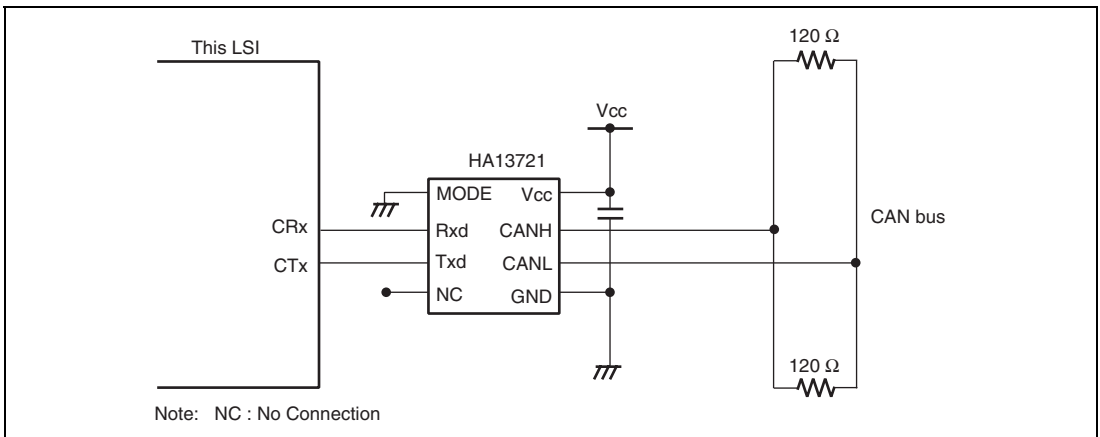 120 Ω
This LSI
Vcc
HA13721
MODE Vcc
CRx Rxd CANH CAN bus
CTx Txd CANL
NC GND
120 Ω
Note: NC : No Connection